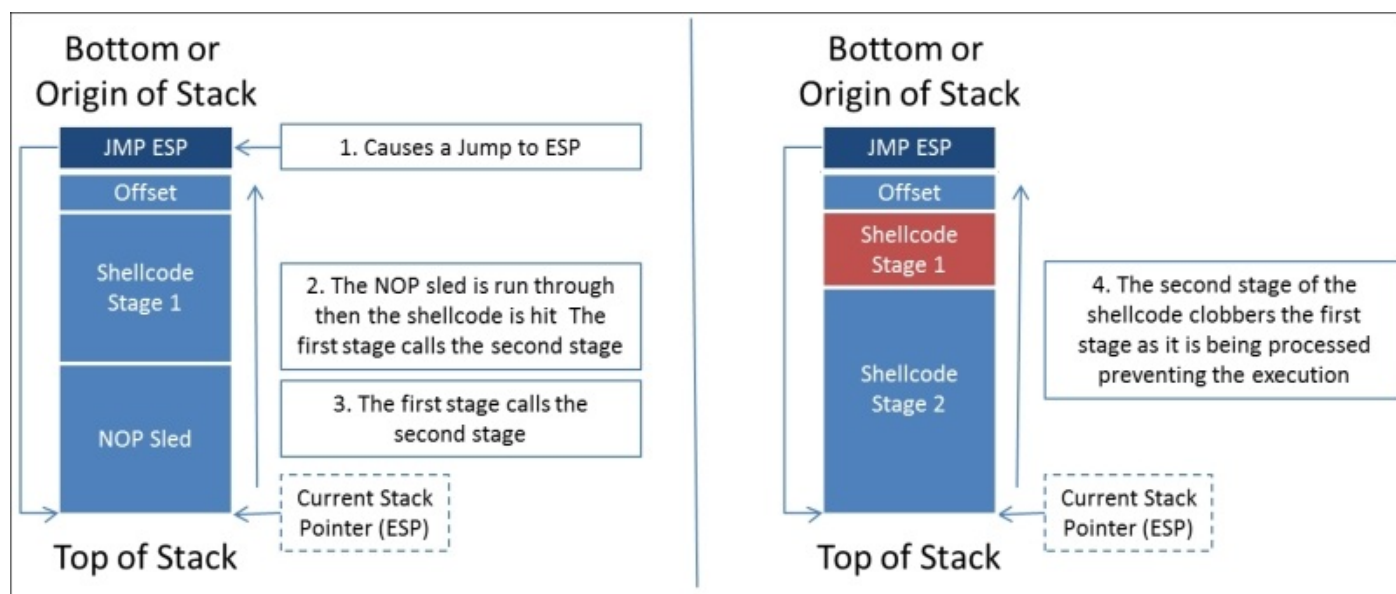 Bottom or
Origin of Stack
JMP ESP
1. Causes a Jump to ESP
Offset
Shellcode
Stage 1
2. The NOP sled is run through
then the shellcode is hit The
first stage calls the second stage
3. The first stage calls the
second stage
NOP Sled
Current Stack
Pointer (ESP)
Top of Stack
Bottom or
Origin of Stack
JMP ESP
Offset
Shellcode
Stage 1
4. The second stage of the
shellcode clobbers the first
stage as it is being processed
preventing the execution
Shellcode
Stage 2
Current Stack
Pointer (ESP)
Top of Stack